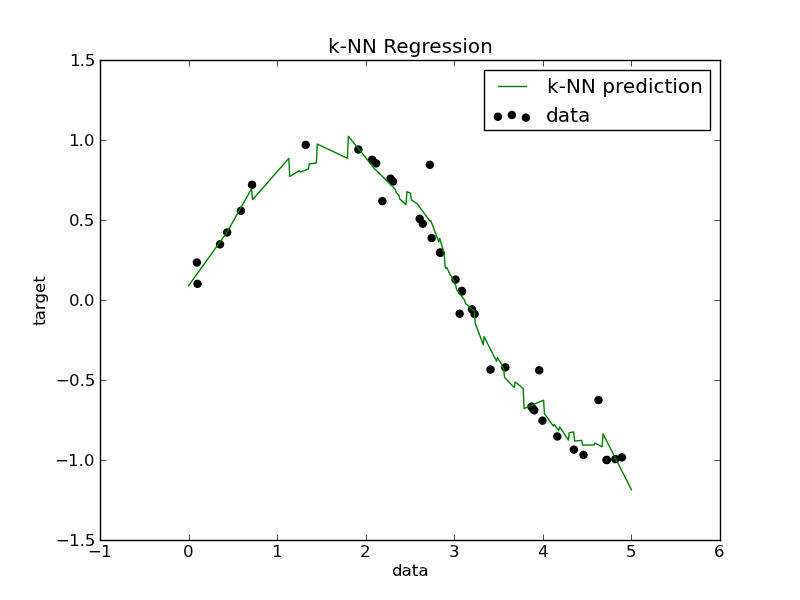 k-NN Regression
1.5
k-NN prediction
data
1.0
0.5
0.0
target
−0.5
−1.0
−1.5
−1 0 1 2 3 4 5 6
data